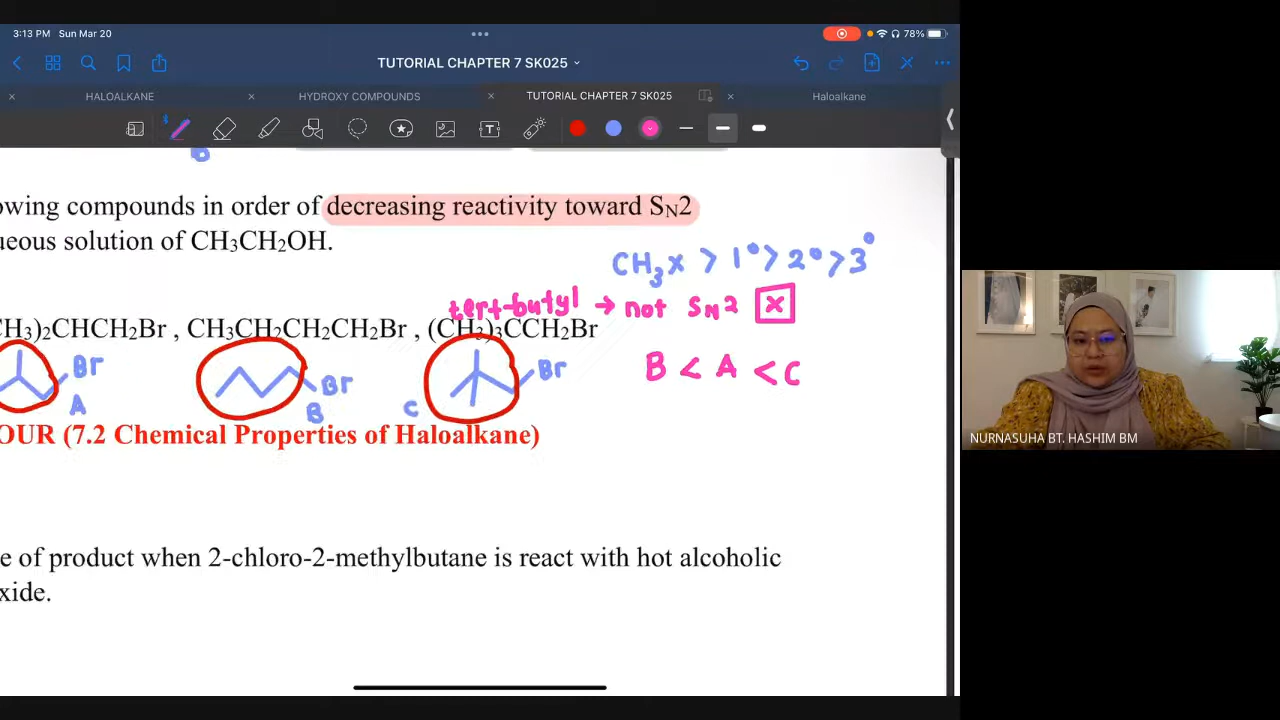 3:13 PM Sun Mar 20
78%
TUTORIAL CHAPTER 7 SK025
HALOALKANE
HYDROXY COMPOUNDS
TUTORIAL CHAPTER 7 SK025
Haloalkane
B
owing compounds in order of decreasing reactivity toward SN2
ueous solution of CH3CH2OH.
CH3X > 1° > 2° > 3°
tert-butyl → not SN2 X
CH3)2CHCH2Br , CH3CH2CH2CH2Br , (CH3)3CCH2Br
B < A < C
Br
A
Br
B
C
Br
OUR (7.2 Chemical Properties of Haloalkane)
NURNASUHA BT. HASHIM BM
e of product when 2-chloro-2-methylbutane is react with hot alcoholic
xide.